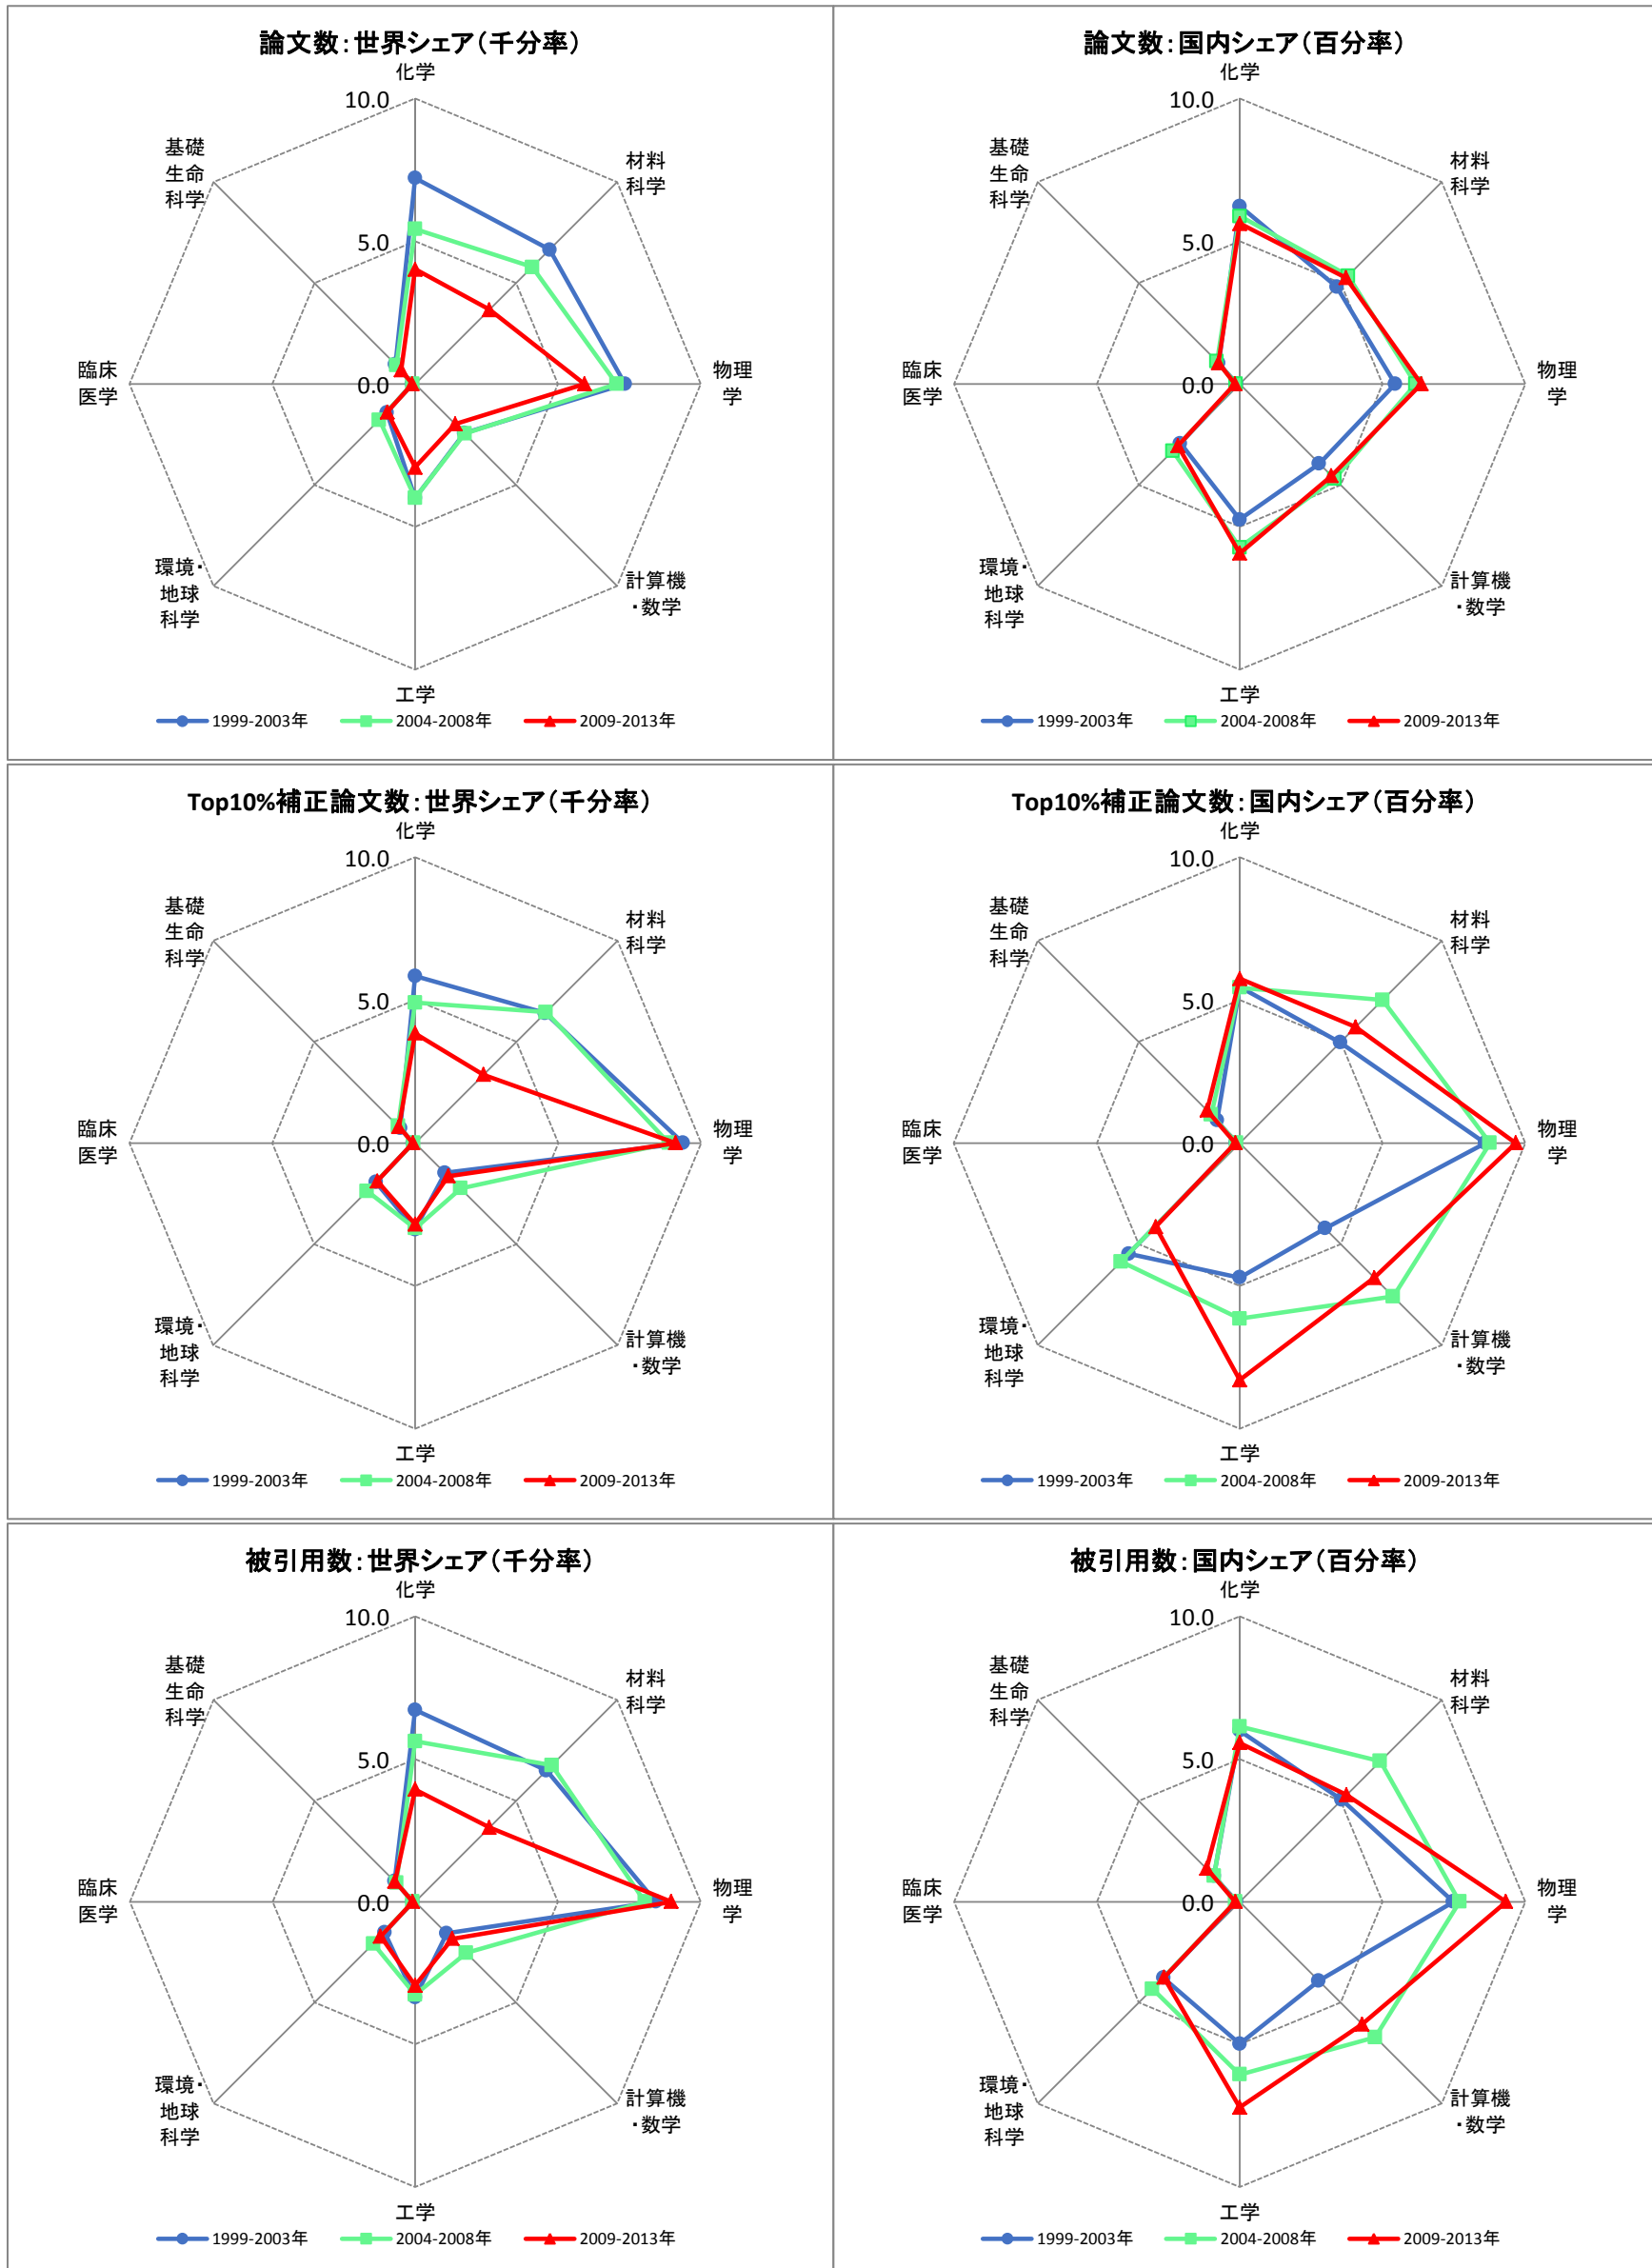 論文数：世界シェア（千分率）
化学
10.0
材料
科学
基礎
生命
科学
5.0
物理
学
臨床
医学
0.0
計算機
・数学
環境・
地球
科学
工学
1999-2003年
2004-2008年
2009-2013年
論文数：国内シェア（百分率）
化学
10.0
材料
科学
基礎
生命
科学
5.0
物理
学
臨床
医学
0.0
計算機
・数学
環境・
地球
科学
工学
1999-2003年
2004-2008年
2009-2013年
Top10%補正論文数：世界シェア（千分率）
化学
10.0
材料
科学
基礎
生命
科学
5.0
物理
学
臨床
医学
0.0
計算機
・数学
環境・
地球
科学
工学
1999-2003年
2004-2008年
2009-2013年
Top10%補正論文数：国内シェア（百分率）
化学
10.0
材料
科学
基礎
生命
科学
5.0
物理
学
臨床
医学
0.0
計算機
・数学
環境・
地球
科学
工学
1999-2003年
2004-2008年
2009-2013年
被引用数：世界シェア（千分率）
化学
10.0
材料
科学
基礎
生命
科学
5.0
物理
学
臨床
医学
0.0
計算機
・数学
環境・
地球
科学
工学
1999-2003年
2004-2008年
2009-2013年
被引用数：国内シェア（百分率）
化学
10.0
材料
科学
基礎
生命
科学
5.0
物理
学
臨床
医学
0.0
計算機
・数学
環境・
地球
科学
工学
1999-2003年
2004-2008年
2009-2013年